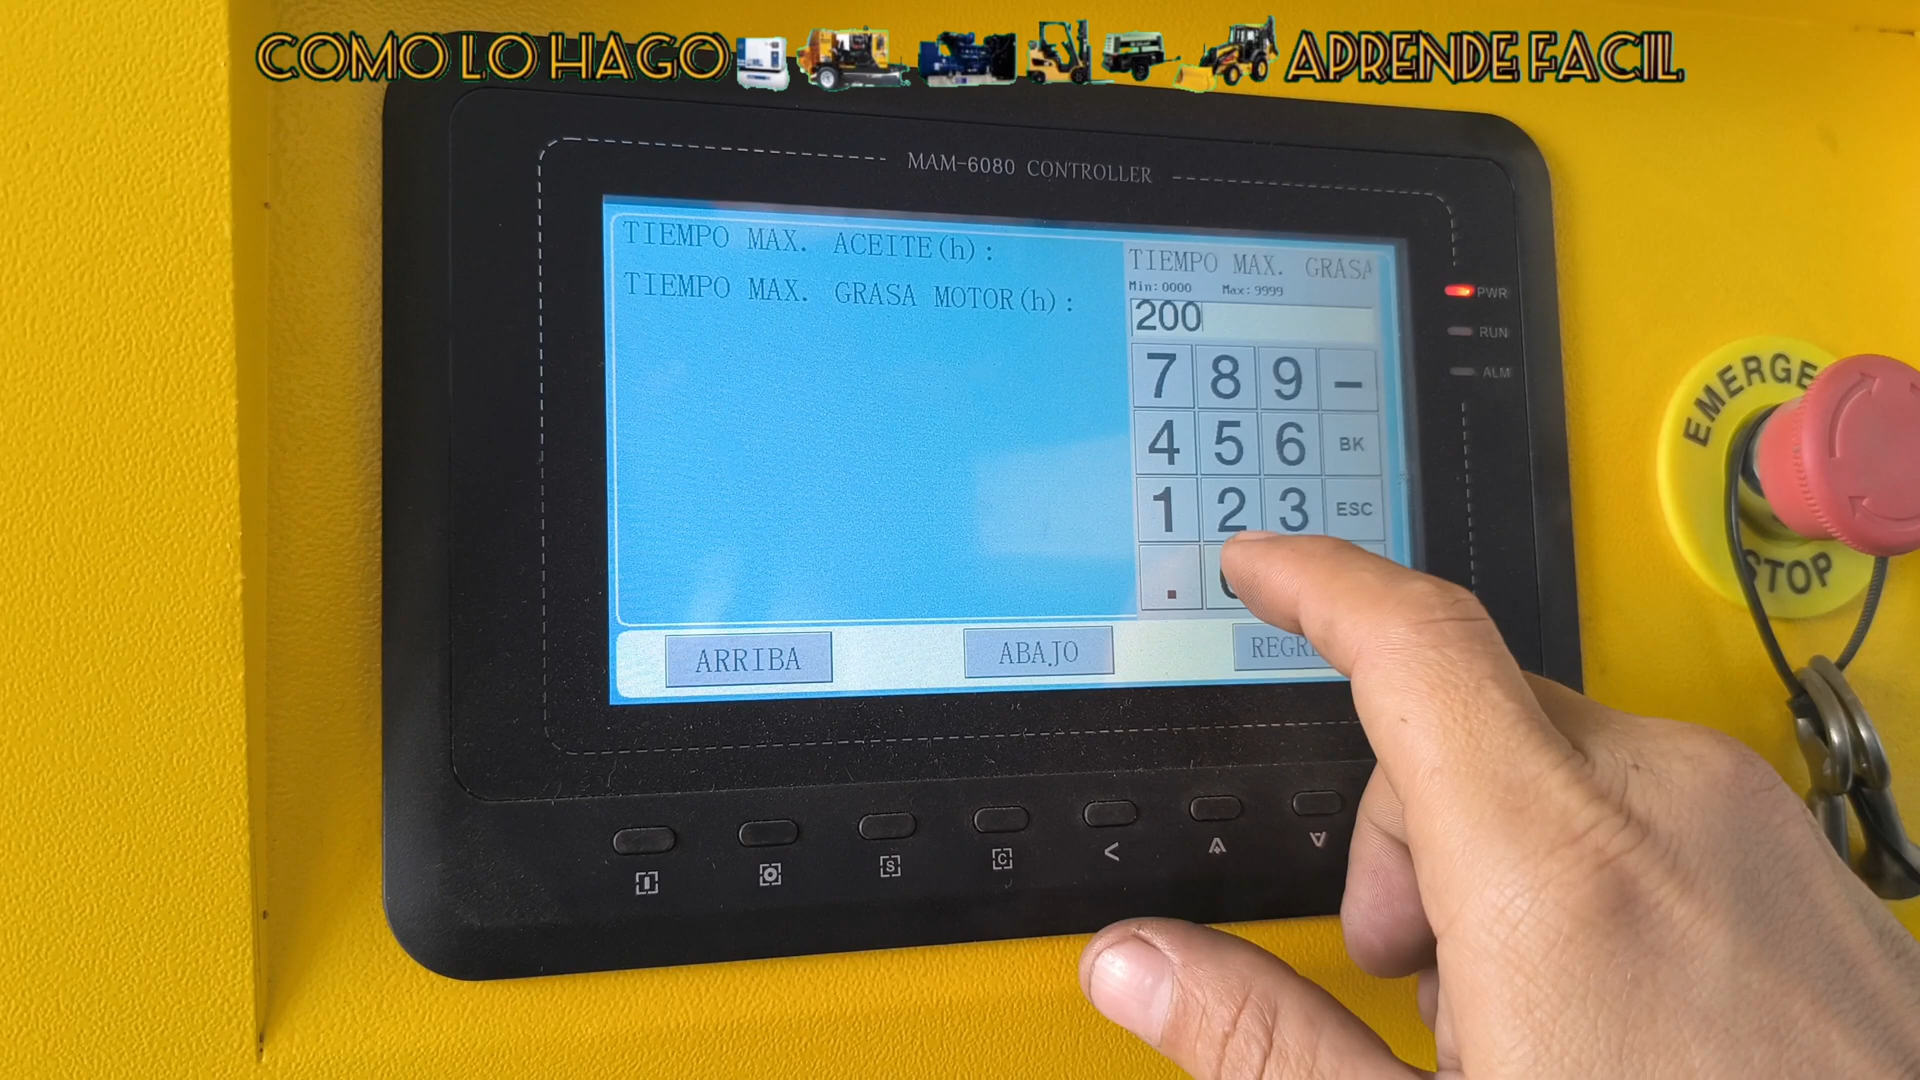 COMO LO HAGO APRENDE FACIL
MAM-6080 CONTROLLER
TIEMPO MAX. ACEITE(h):
TIEMPO MAX. GRASA MOTOR(h):
TIEMPO MAX. GRASA
Min:0000 Max:9999
200
7 8 9 –
4 5 6 BK
1 2 3 ESC
.
ARRIBA ABAJO
PWR
RUN
ALM
S
C
STOP